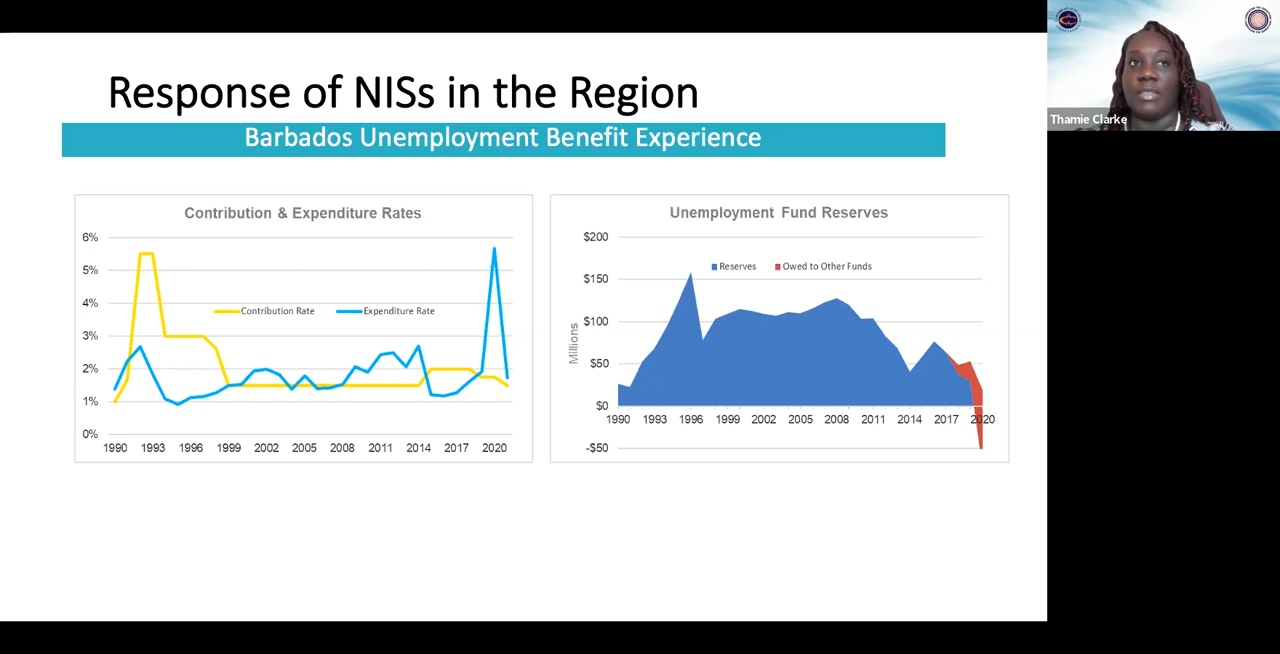 Response of NISs in the Region
Barbados Unemployment Benefit Experience
Contribution & Expenditure Rates
6%
5%
4%
3%
2%
1%
0%
Contribution Rate
Expenditure Rate
1990 1993 1996 1999 2002 2005 2008 2011 2014 2017 2020
Unemployment Fund Reserves
$200
$150
$100
$50
$0
-$50
Millions
Reserves
Owed to Other Funds
1990 1993 1996 1999 2002 2005 2008 2011 2014 2017 2020
Thamie Clarke